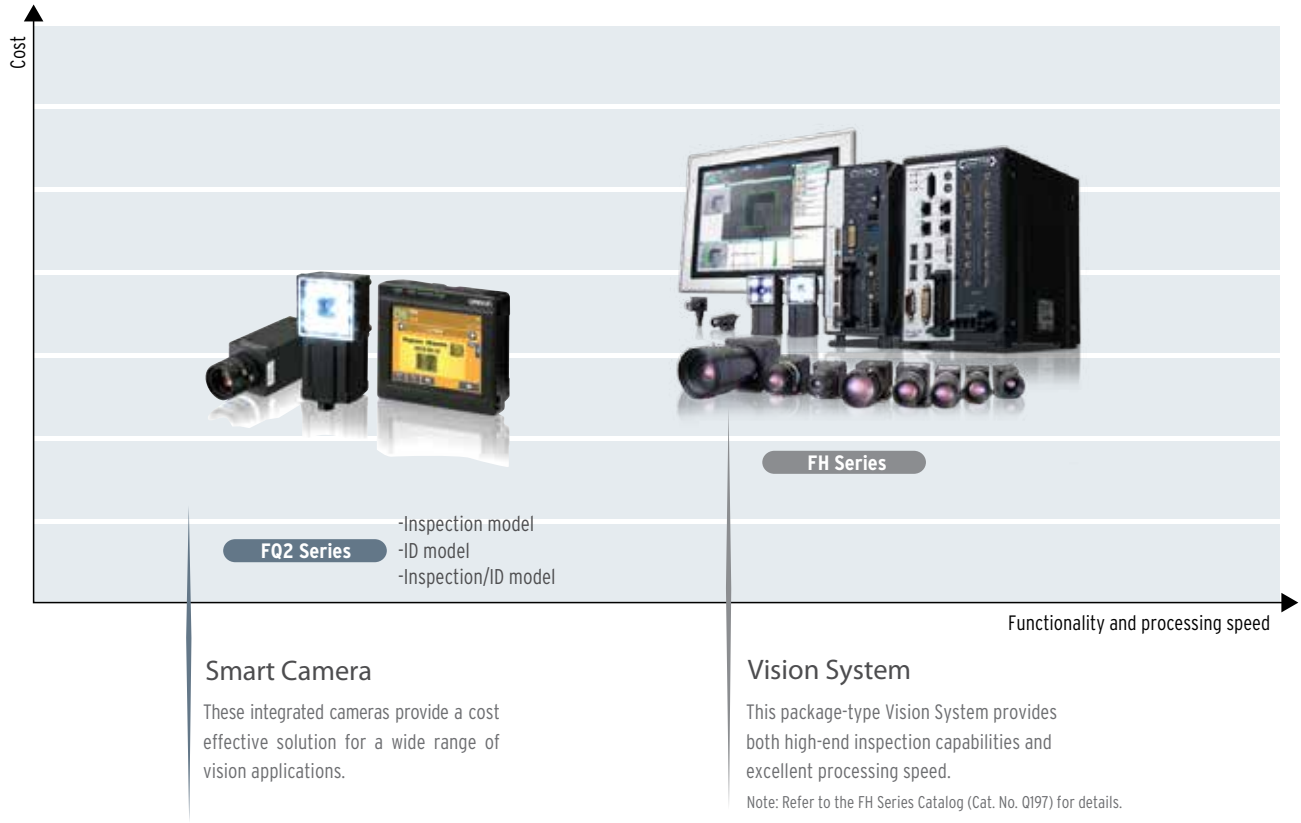 Cost
FH Series
-Inspection model
FQ2 Series
-ID model
-Inspection/ID model
Functionality and processing speed
Smart Camera
These integrated cameras provide a cost
effective solution for a wide range of
vision applications.
Vision System
This package-type Vision System provides
both high-end inspection capabilities and
excellent processing speed.
Note: Refer to the FH Series Catalog (Cat. No. Q197) for details.